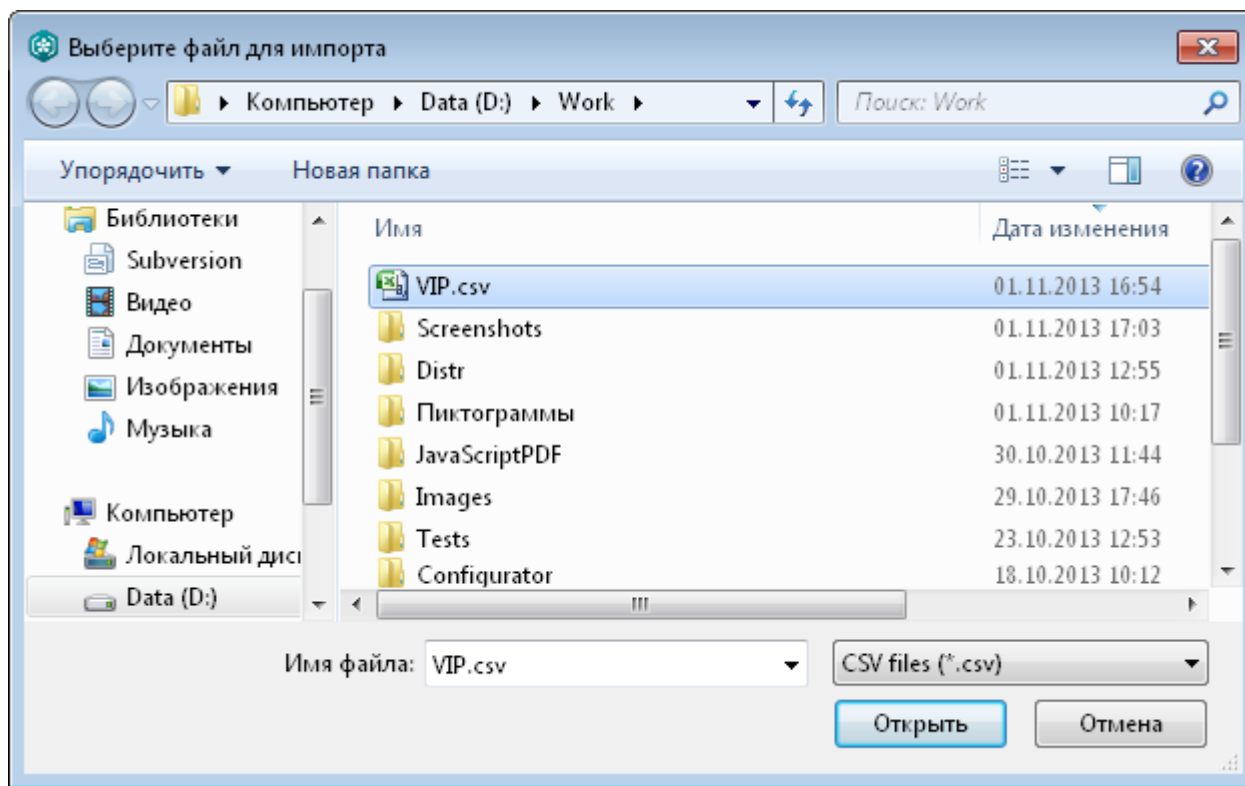 Выберите файл для импорта
Компьютер Data (D:) Work Поиск: Work
Упорядочить Новая папка
Библиотеки
Subversion
Видео
Документы
Изображения
Музыка
Компьютер
Локальный дис
Data (D:)
Имя Дата изменения
VIP.csv 01.11.2013 16:54
Screenshots 01.11.2013 17:03
Distr 01.11.2013 12:55
Пиктограммы 01.11.2013 10:17
JavaScriptPDF 30.10.2013 11:44
Images 29.10.2013 17:46
Tests 23.10.2013 12:53
Configurator 18.10.2013 10:12
Имя файла: VIP.csv CSV files (*.csv)
Открыть Отмена